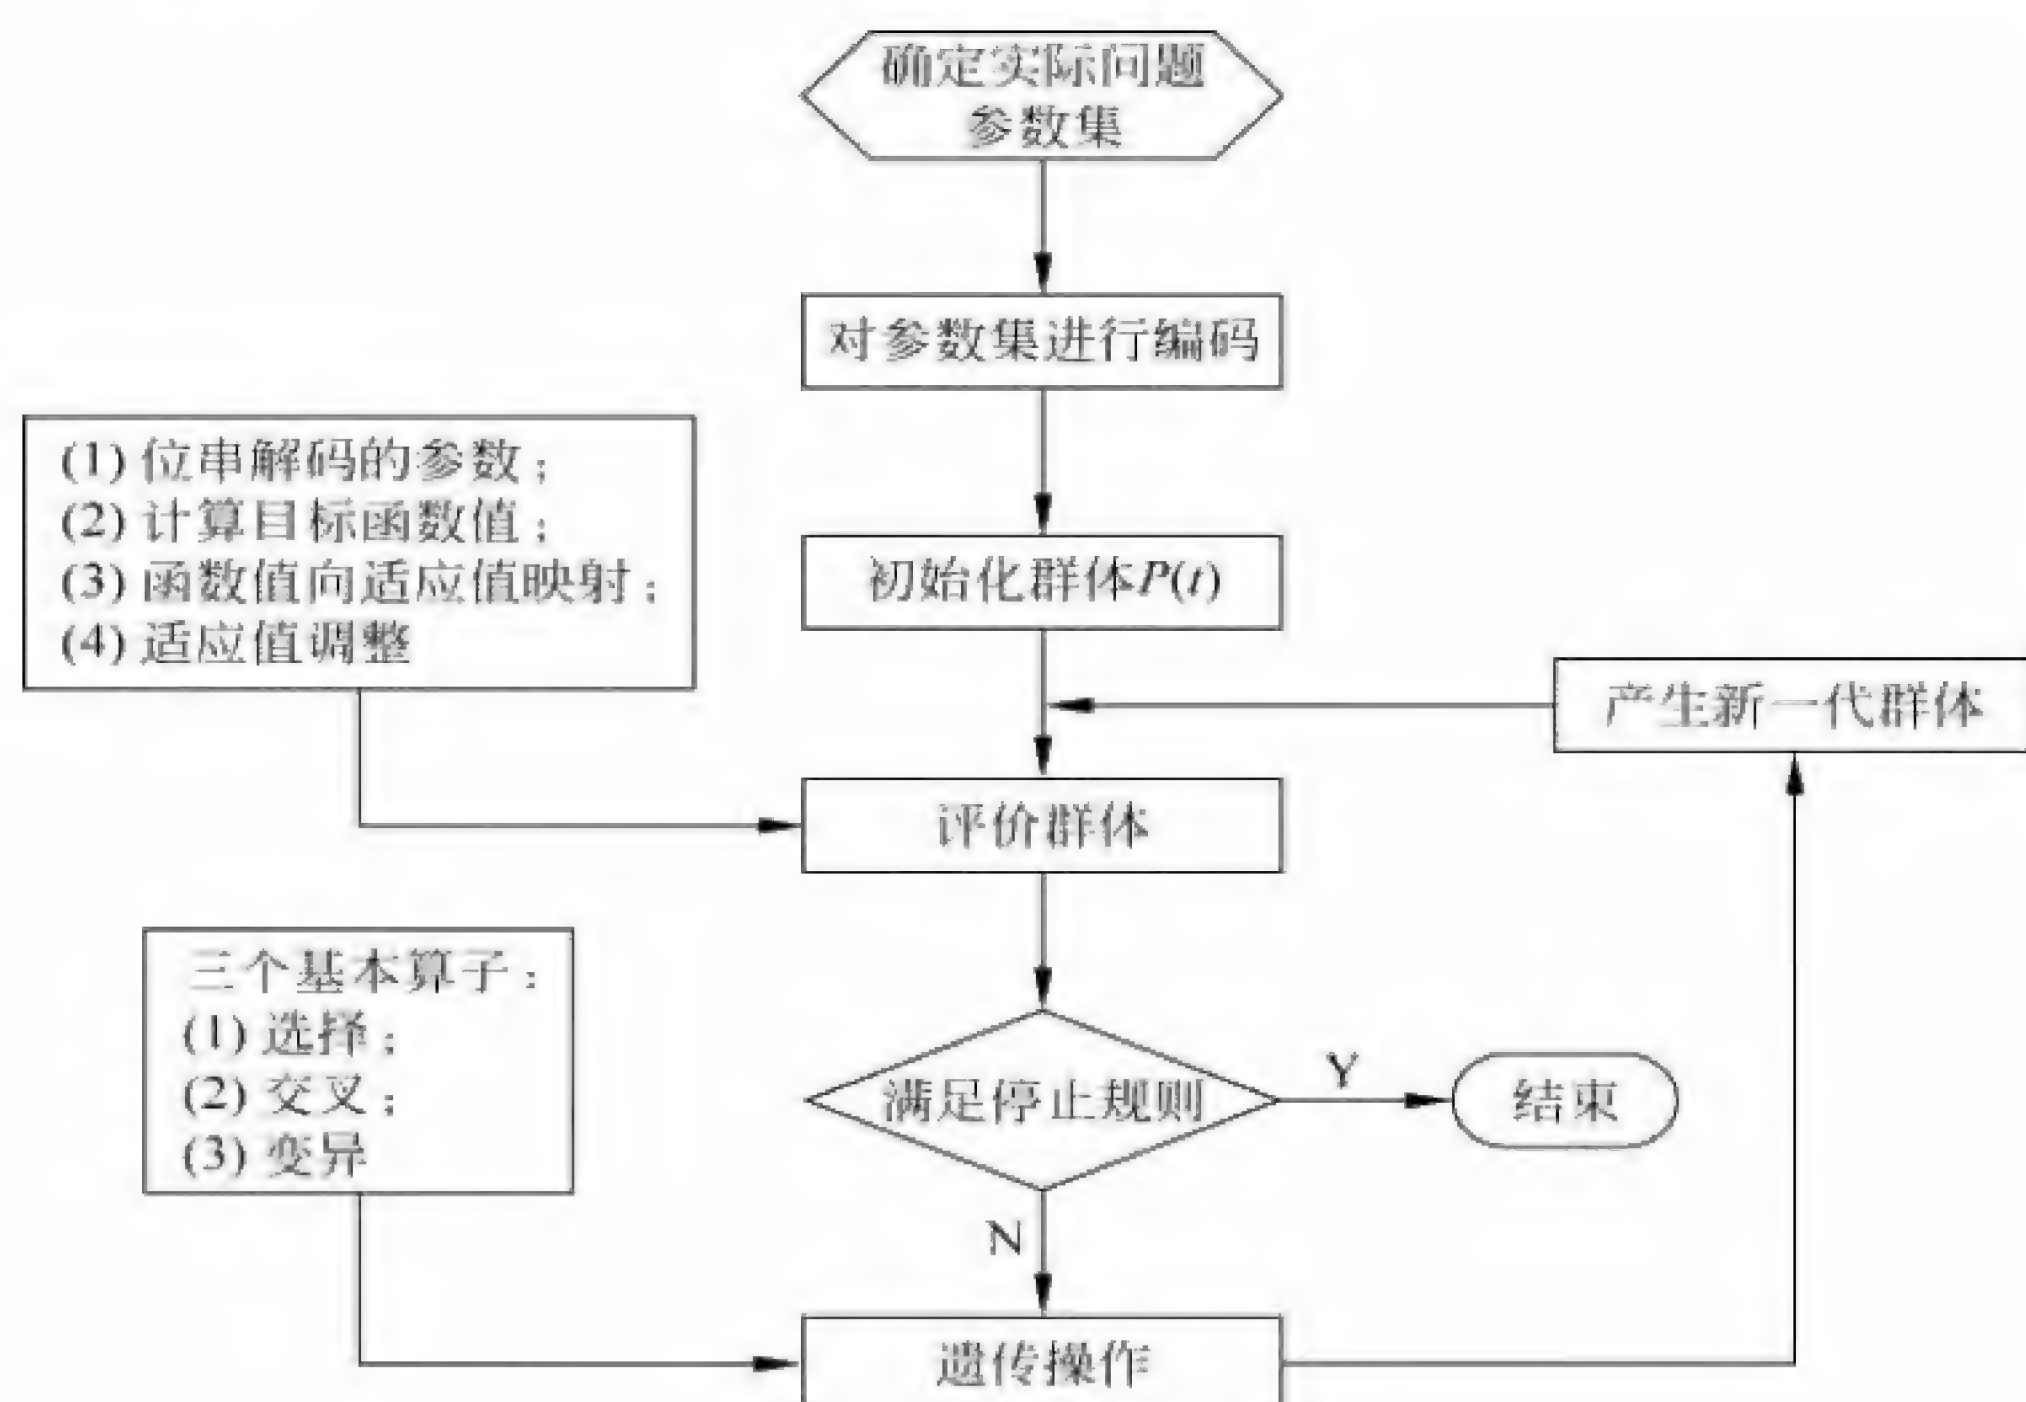 确定实际问题
参数集
对参数集进行编码
(1) 位串解码的参数；
(2) 计算目标函数值；
(3) 函数值向适应值映射；
(4) 适应值调整
初始化群体P(t)
产生新一代群体
评价群体
三个基本算子：
(1) 选择；
(2) 交叉；
(3) 变异
满足停止规则
Y
结束
N
遗传操作